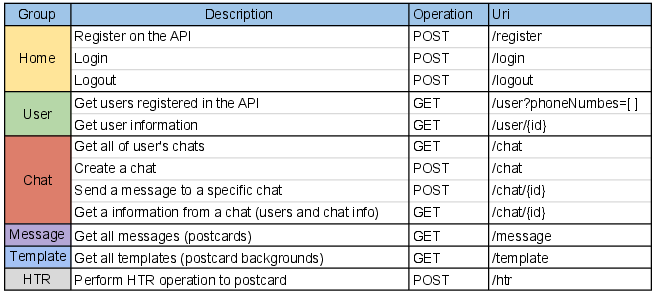 Group Description Operation Uri
Home Register on the API POST /register
Login POST /login
Logout POST /logout
User Get users registered in the API GET /user?phoneNumbes=[ ]
Get user information GET /user/{id}
Chat Get all of user's chats GET /chat
Create a chat POST /chat
Send a message to a specific chat POST /chat/{id}
Get a information from a chat (users and chat info) GET /chat/{id}
Message Get all messages (postcards) GET /message
Template Get all templates (postcard backgrounds) GET /template
HTR Perform HTR operation to postcard POST /htr